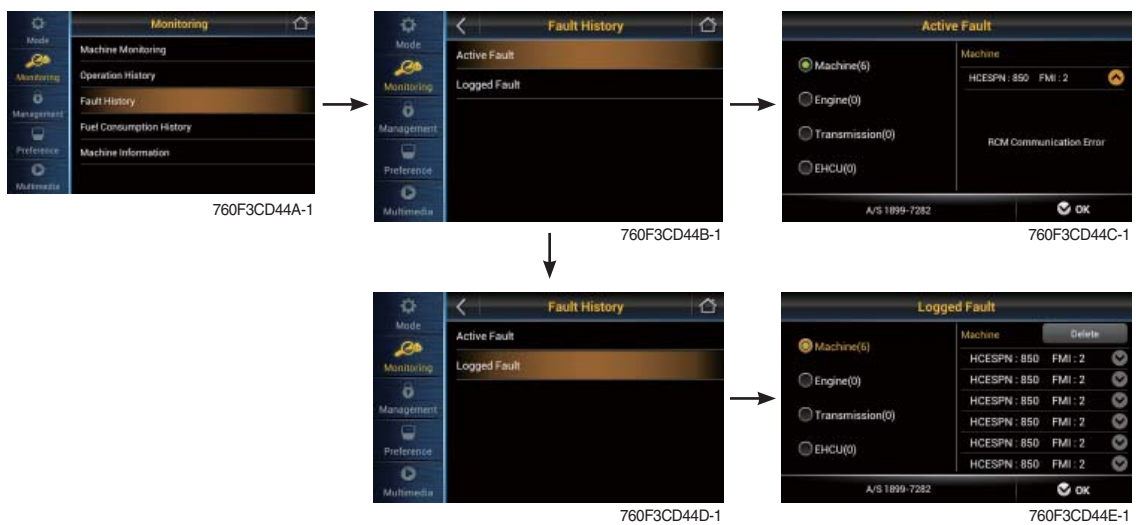 Monitoring
Mode
Monitoring
Management
Preference
Multimedia
Machine Monitoring
Operation History
Fault History
Fuel Consumption History
Machine Information
760F3CD44A-1
Fault History
Mode
Monitoring
Management
Preference
Multimedia
Active Fault
Logged Fault
760F3CD44B-1
Active Fault
Machine(6)
Engine(0)
Transmission(0)
EHCU(0)
Machine
HCESPN : 850 FMI : 2
RCM Communication Error
A/S 1899-7282
OK
760F3CD44C-1
Fault History
Mode
Monitoring
Management
Preference
Multimedia
Active Fault
Logged Fault
760F3CD44D-1
Logged Fault
Machine(6)
Engine(0)
Transmission(0)
EHCU(0)
Machine
Delete
HCESPN : 850 FMI : 2
HCESPN : 850 FMI : 2
HCESPN : 850 FMI : 2
HCESPN : 850 FMI : 2
HCESPN : 850 FMI : 2
HCESPN : 850 FMI : 2
A/S 1899-7282
OK
760F3CD44E-1